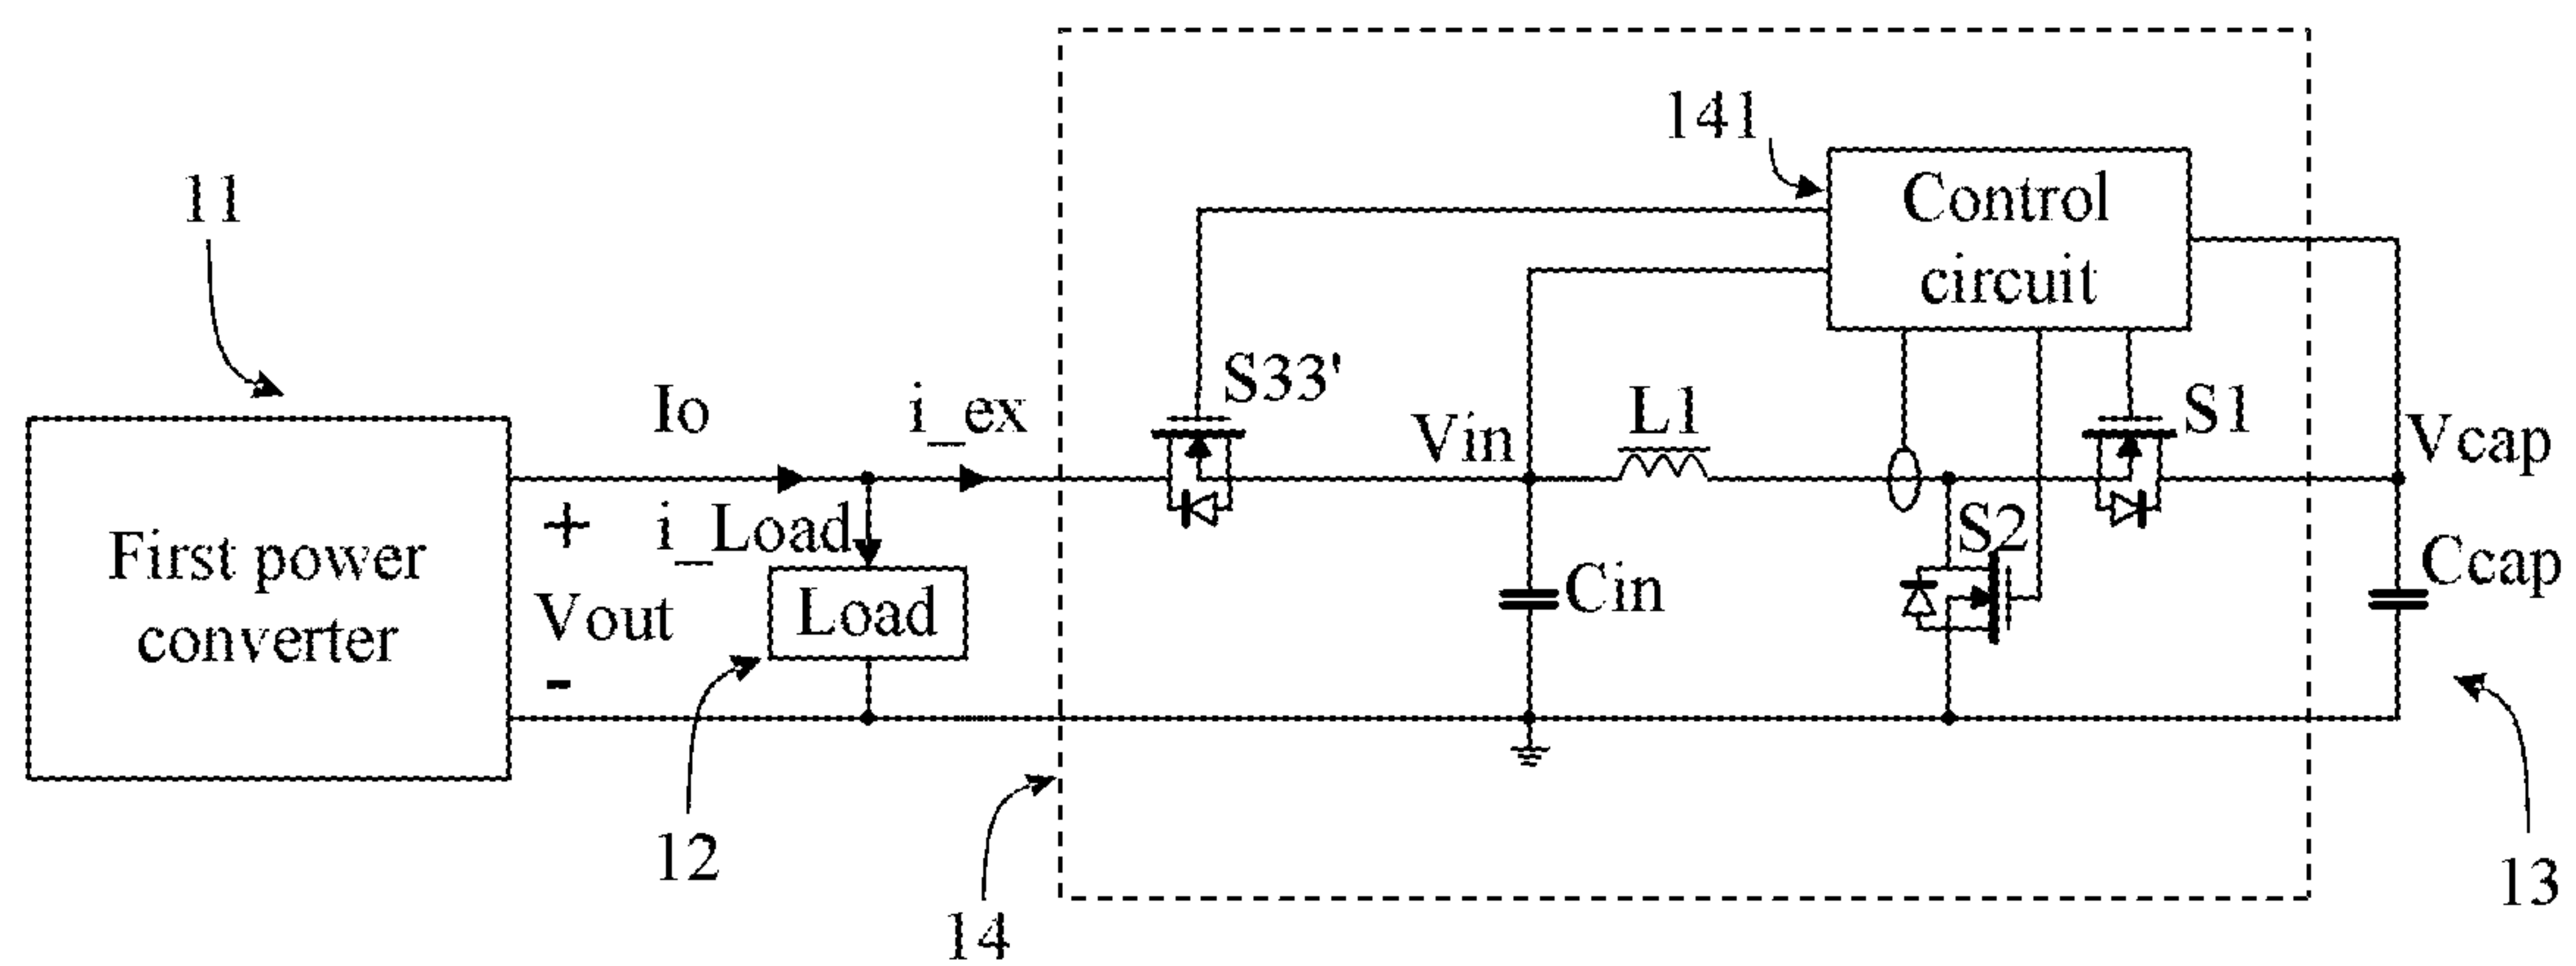 141
Control
circuit
11
S33'
Io
i_ex
Vin
L1
S1
Vcap
+
i_Load
S2
First power
converter
Vout
Load
Cin
Ccap
-
12
14
13